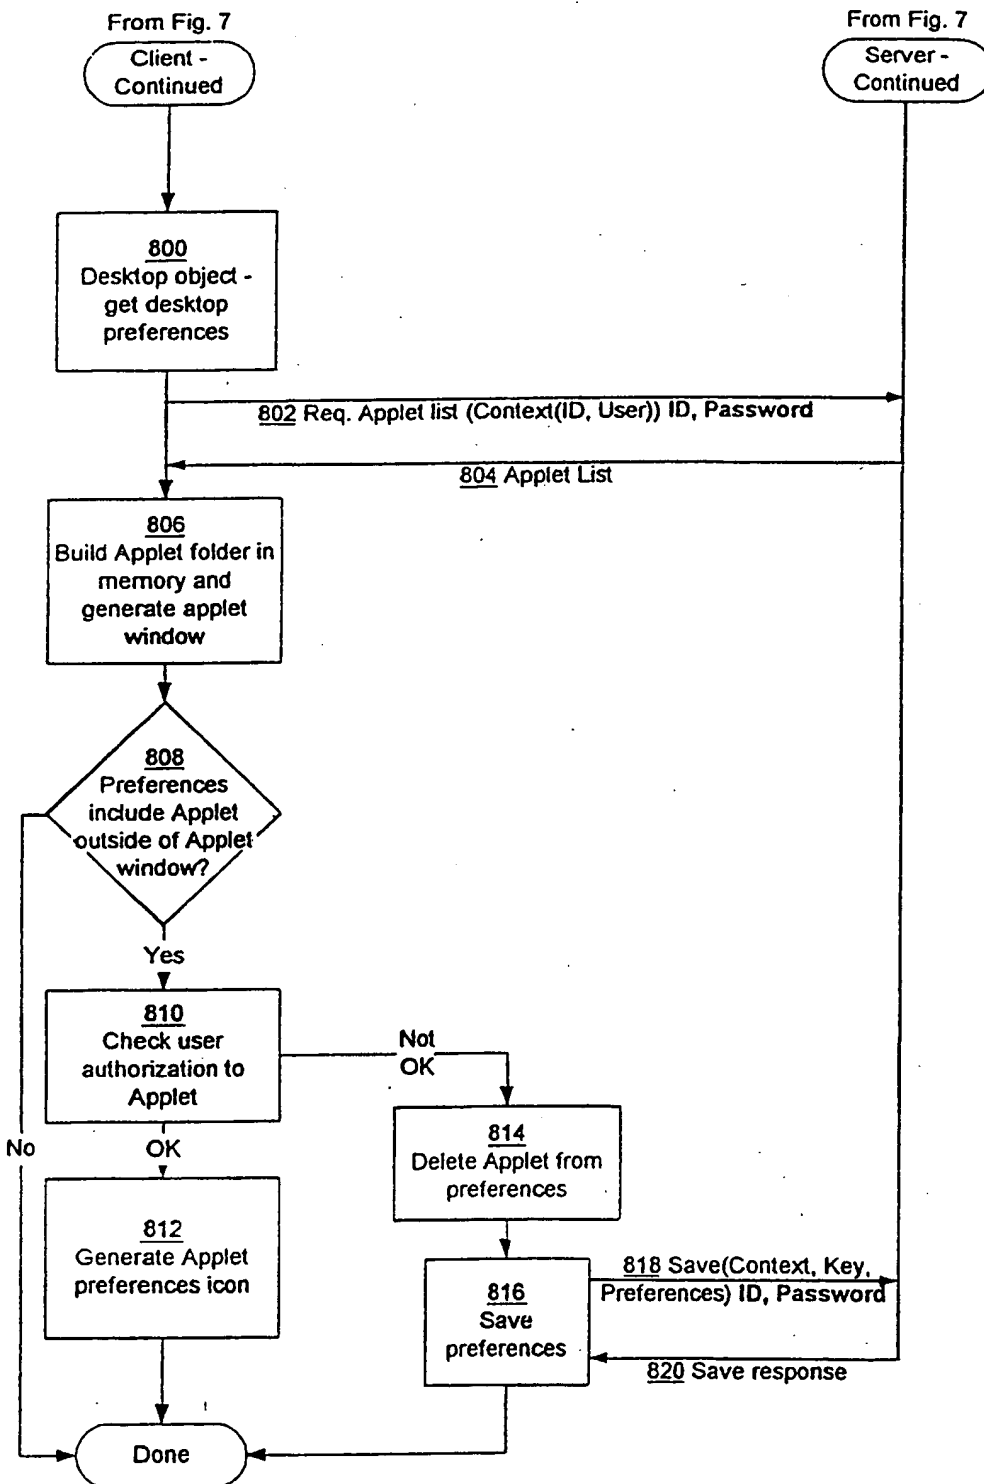 From Fig. 7
Client -
Continued
From Fig. 7
Server -
Continued
800
Desktop object -
get desktop
preferences
802 Req. Applet list (Context(ID, User)) ID, Password
804 Applet List
806
Build Applet folder in
memory and
generate applet
window
808
Preferences
include Applet
outside of Applet
window?
Yes
810
Check user
authorization to
Applet
Not
OK
No
OK
814
Delete Applet from
preferences
812
Generate Applet
preferences icon
816
Save
preferences
818 Save(Context, Key,
Preferences) ID, Password
820 Save response
Done